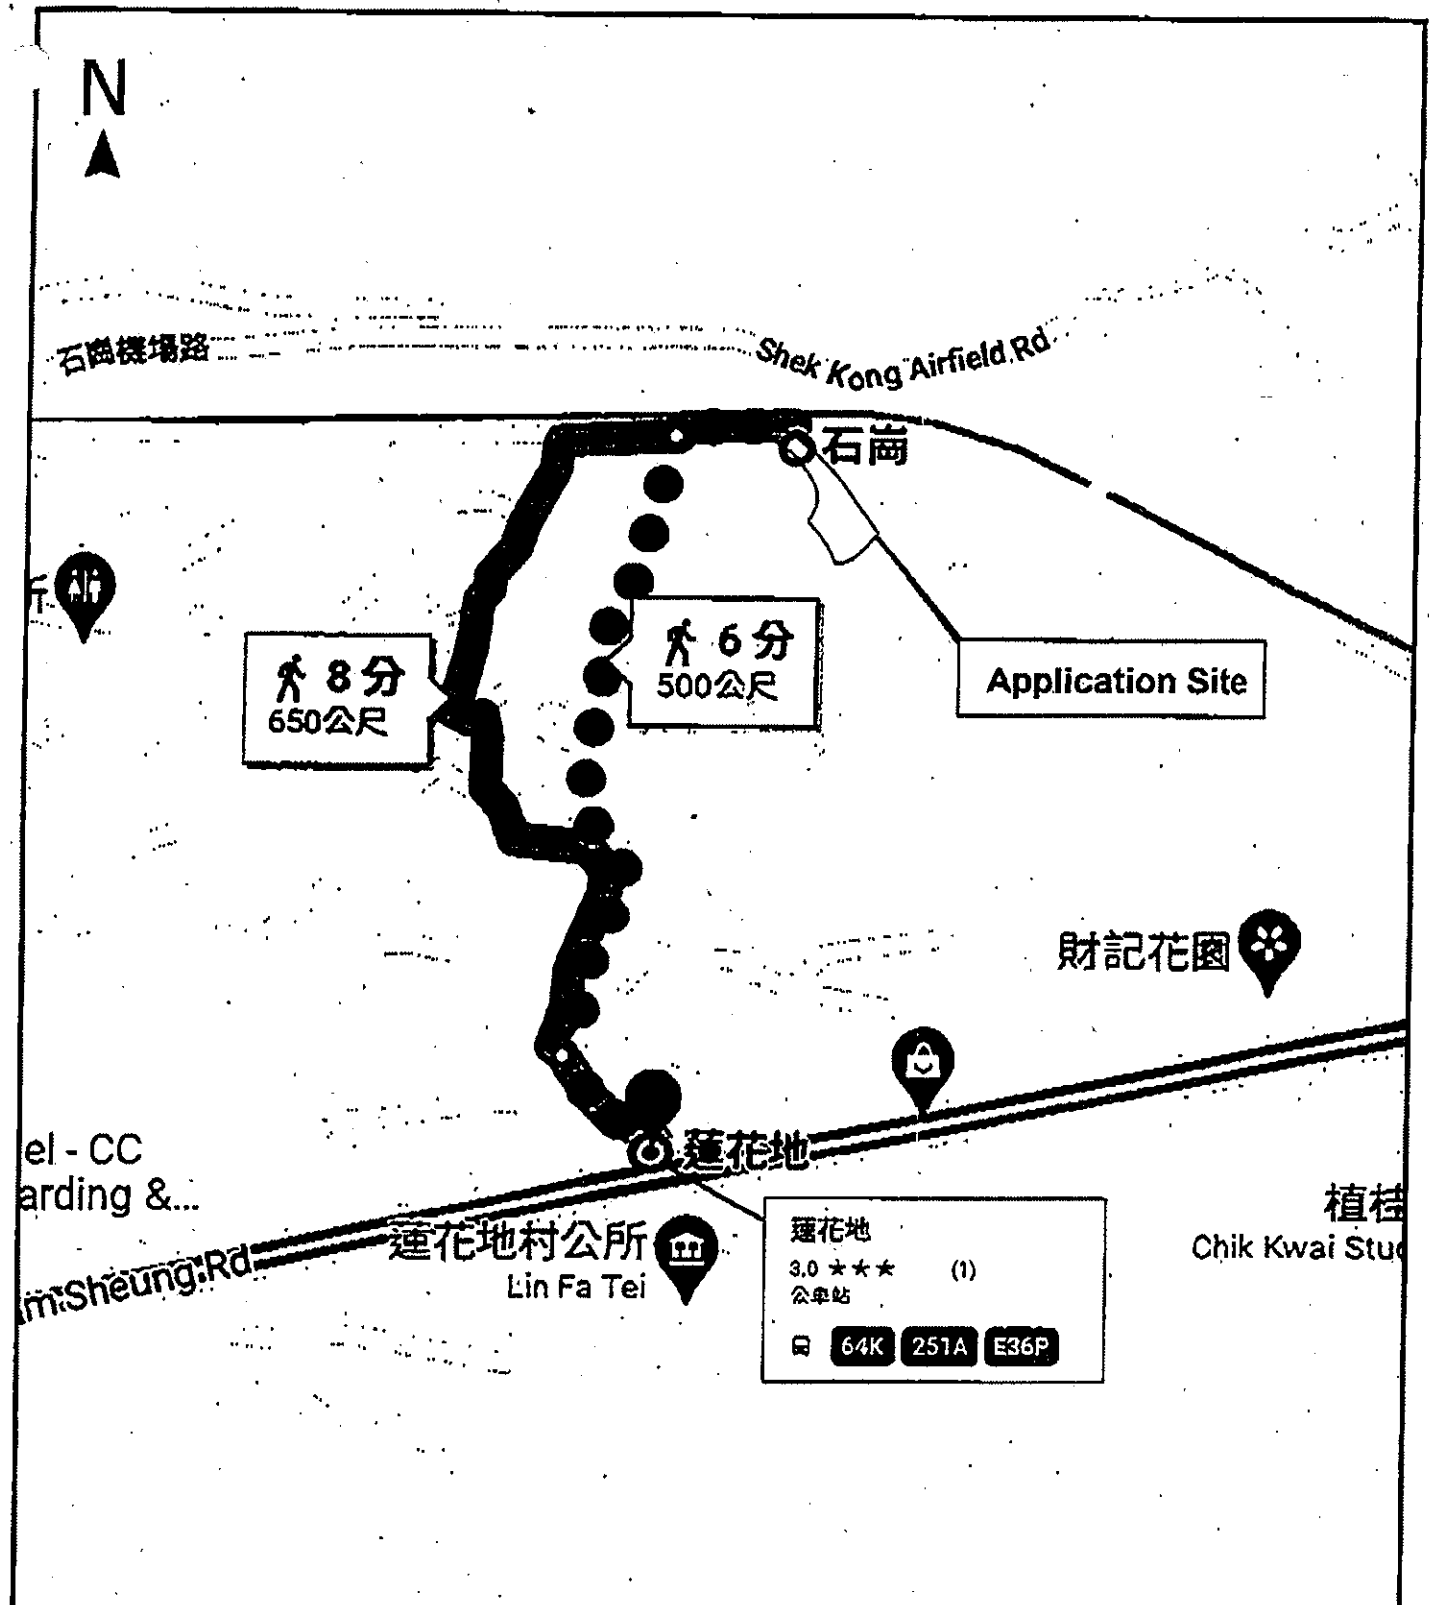 N
石崗機場路
Shek Kong Airfield Rd
石崗
所
8 分
650公尺
6 分
500公尺
Application Site
財記花園
el - CC
arding &...
蓮花地
植桂
Chik Kwai Stud
蓮花地村公所
Lin Fa Tei
am Sheung Rd
蓮花地
3.0 ★★★ (1)
公車站
64K 251A E36P